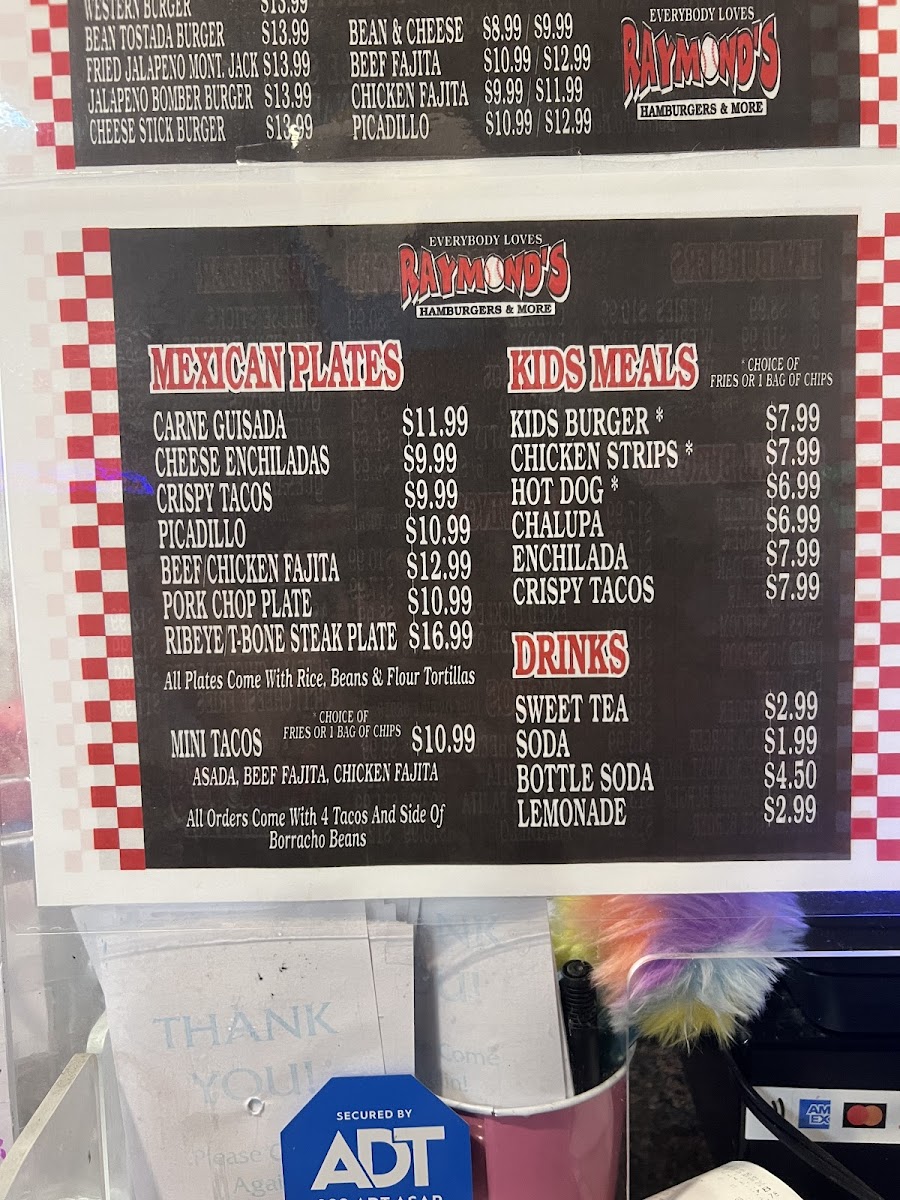 WESTERN BURGER $13.99
BEAN TOSTADA BURGER $13.99
FRIED JALAPENO MONT. JACK $13.99
JALAPENO BOMBER BURGER $13.99
CHEESE STICK BURGER $13.99
BEAN & CHEESE $8.99 / $9.99
BEEF FAJITA $10.99 / $12.99
CHICKEN FAJITA $9.99 / $11.99
PICADILLO $10.99 / $12.99
EVERYBODY LOVES
RAYMOND'S
HAMBURGERS & MORE
EVERYBODY LOVES
RAYMOND'S
HAMBURGERS & MORE
MEXICAN PLATES
CARNE GUISADA $11.99
CHEESE ENCHILADAS $9.99
CRISPY TACOS $9.99
PICADILLO $10.99
BEEF/CHICKEN FAJITA $12.99
PORK CHOP PLATE $10.99
RIBEYE/T-BONE STEAK PLATE $16.99
All Plates Come With Rice, Beans & Flour Tortillas
MINI TACOS * CHOICE OF FRIES OR 1 BAG OF CHIPS $10.99
ASADA, BEEF FAJITA, CHICKEN FAJITA
All Orders Come With 4 Tacos And Side Of
Borracho Beans
KIDS MEALS
* CHOICE OF
FRIES OR 1 BAG OF CHIPS
KIDS BURGER * $7.99
CHICKEN STRIPS * $7.99
HOT DOG * $6.99
CHALUPA $6.99
ENCHILADA $7.99
CRISPY TACOS $7.99
DRINKS
SWEET TEA $2.99
SODA $1.99
BOTTLE SODA $4.50
LEMONADE $2.99
THANK
YOU!
Please
SECURED BY
ADT
Come
AM
EX